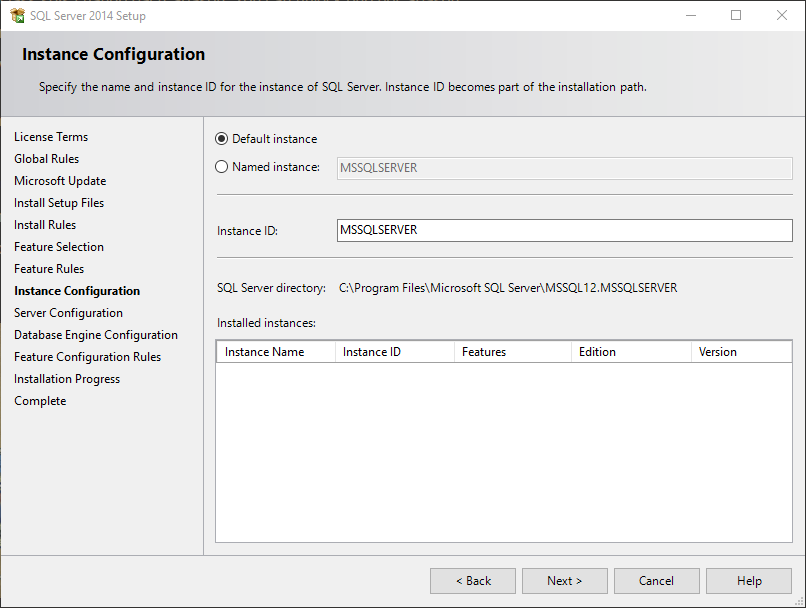 SQL Server 2014 Setup
Instance Configuration
Specify the name and instance ID for the instance of SQL Server. Instance ID becomes part of the installation path.
License Terms
Global Rules
Microsoft Update
Install Setup Files
Install Rules
Feature Selection
Feature Rules
Instance Configuration
Server Configuration
Database Engine Configuration
Feature Configuration Rules
Installation Progress
Complete
Default instance
Named instance: MSSQLSERVER
Instance ID: MSSQLSERVER
SQL Server directory: C:\Program Files\Microsoft SQL Server\MSSQL12.MSSQLSERVER
Installed instances:
Instance Name Instance ID Features Edition Version
< Back Next > Cancel Help